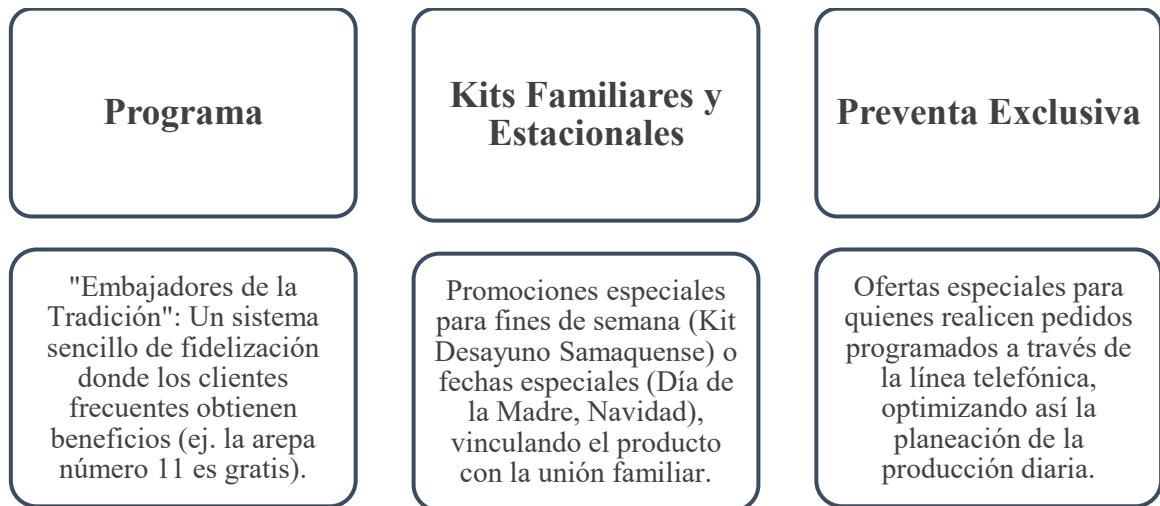 Programa
"Embajadores de la
Tradición": Un sistema
sencillo de fidelización
donde los clientes
frecuentes obtienen
beneficios (ej. la arepa
número 11 es gratis).
Kits Familiares y
Estacionales
Promociones especiales
para fines de semana (Kit
Desayuno Samaquense) o
fechas especiales (Día de
la Madre, Navidad),
vinculando el producto
con la unión familiar.
Preventa Exclusiva
Ofertas especiales para
quienes realicen pedidos
programados a través de
la línea telefónica,
optimizando así la
planeación de la
producción diaria.